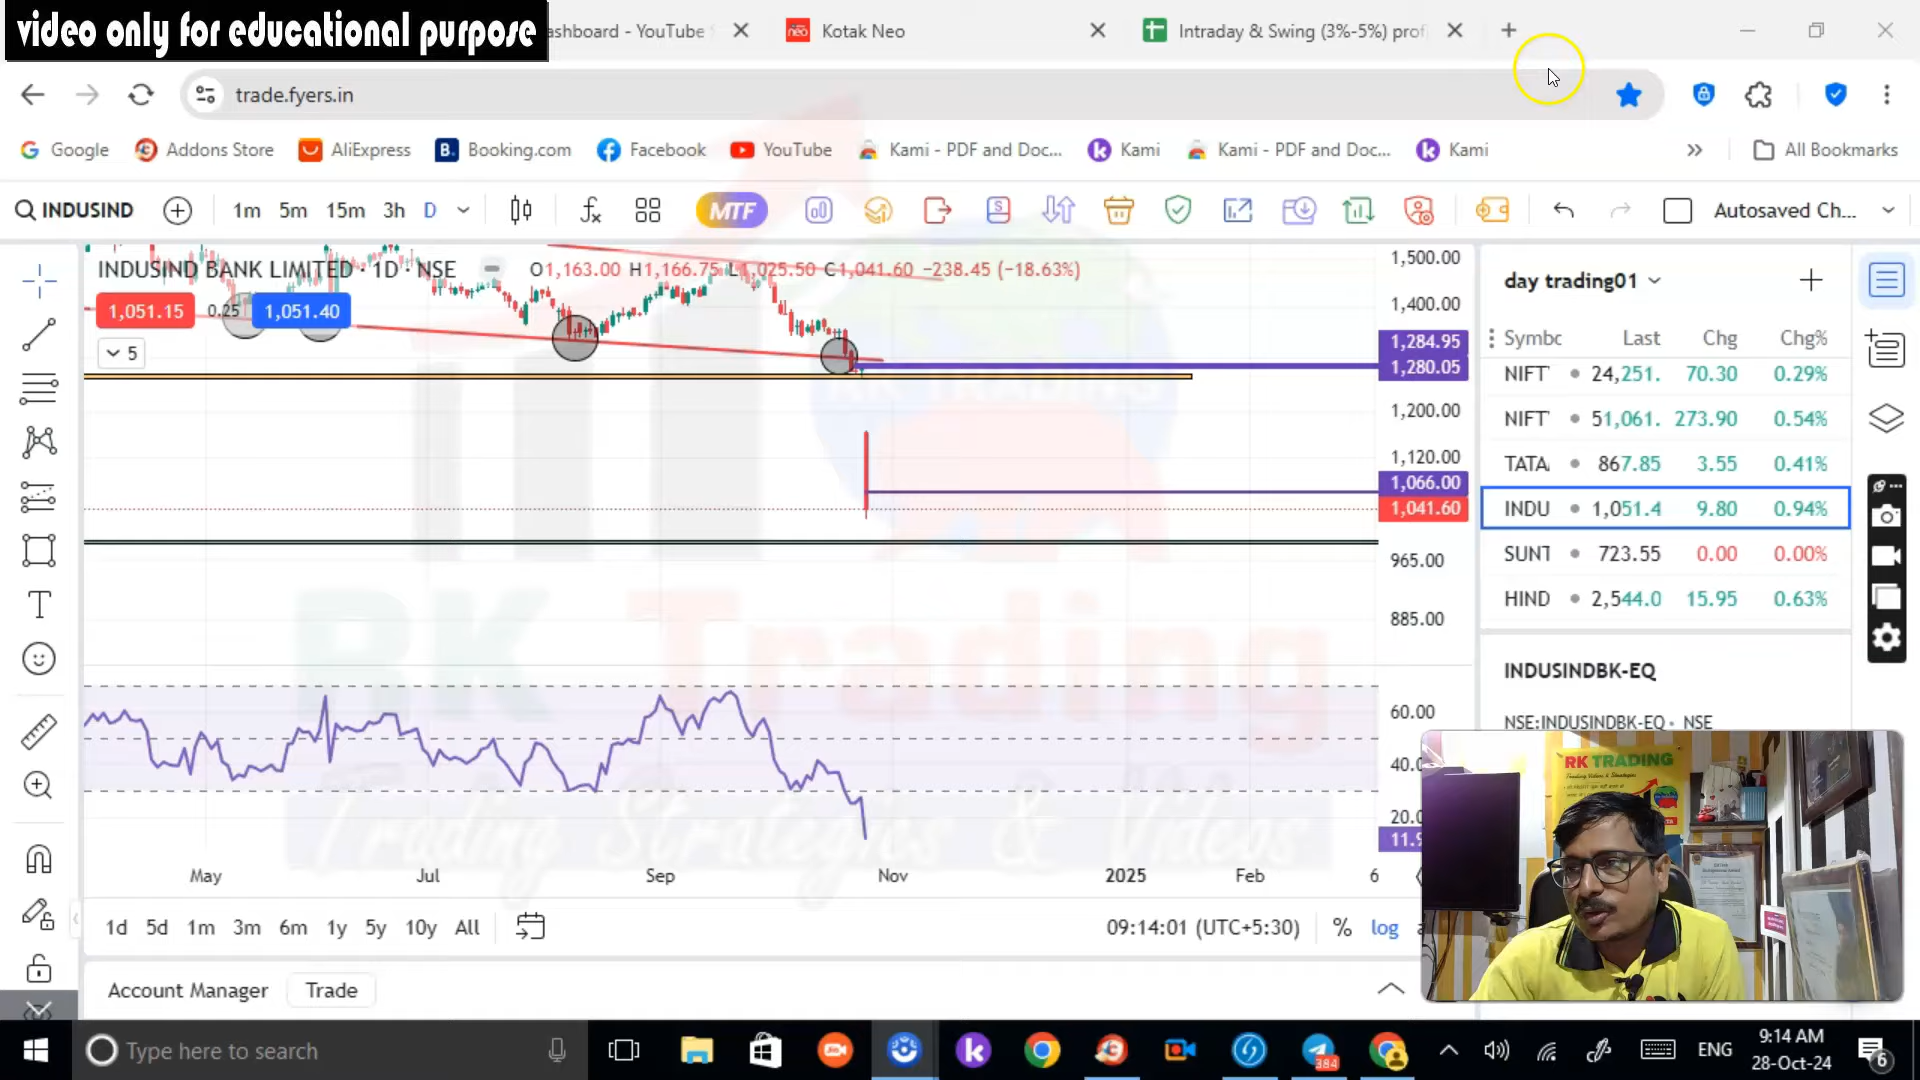 video only for educational purpose
ashboard - YouTube S
Kotak Neo
Intraday & Swing (3%-5%) prof
trade.fyers.in
Google
Addons Store
AliExpress
Booking.com
Facebook
YouTube
Kami - PDF and Doc...
Kami
Kami - PDF and Doc...
Kami
All Bookmarks
INDUSIND
1m 5m 15m 3h D
MTF
Autosaved Ch...
INDUSIND BANK LIMITED · 1D · NSE
O1,163.00 H1,166.75 L1,025.50 C1,041.60 −238.45 (−18.63%)
1,051.15 0.25 1,051.40
5
1,500.00
1,400.00
1,284.95
1,280.05
1,200.00
1,120.00
1,066.00
1,041.60
965.00
885.00
60.00
40.0
20.0
11.9
May Jul Sep Nov 2025 Feb 6
1d 5d 1m 3m 6m 1y 5y 10y All
09:14:01 (UTC+5:30) % log
Account Manager Trade
day trading01
Symbo Last Chg Chg%
NIFT 24,251. 70.30 0.29%
NIFT 51,061. 273.90 0.54%
TATA 867.85 3.55 0.41%
INDU 1,051.4 9.80 0.94%
SUNT 723.55 0.00 0.00%
HIND 2,544.0 15.95 0.63%
INDUSINDBK-EQ
NSE:INDUSINDBK-EQ • NSE
RK Trading
Trading Strategies & Videos
RK TRADING
Trading Videos & Strategies
Type here to search
384
ENG
9:14 AM
28-Oct-24
6